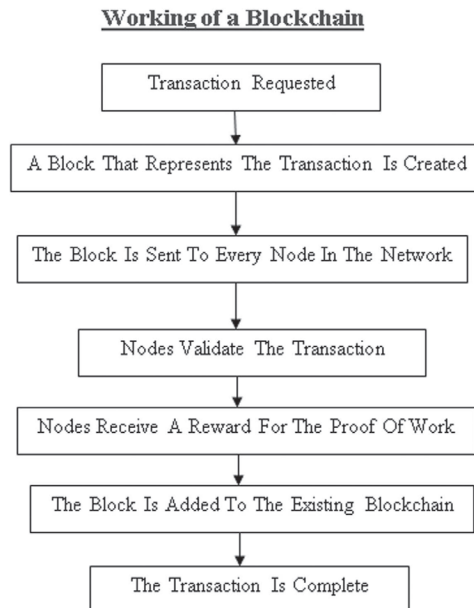 Working of a Blockchain
Transaction Requested
A Block That Represents The Transaction Is Created
The Block Is Sent To Every Node In The Network
Nodes Validate The Transaction
Nodes Receive A Reward For The Proof Of Work
The Block Is Added To The Existing Blockchain
The Transaction Is Complete